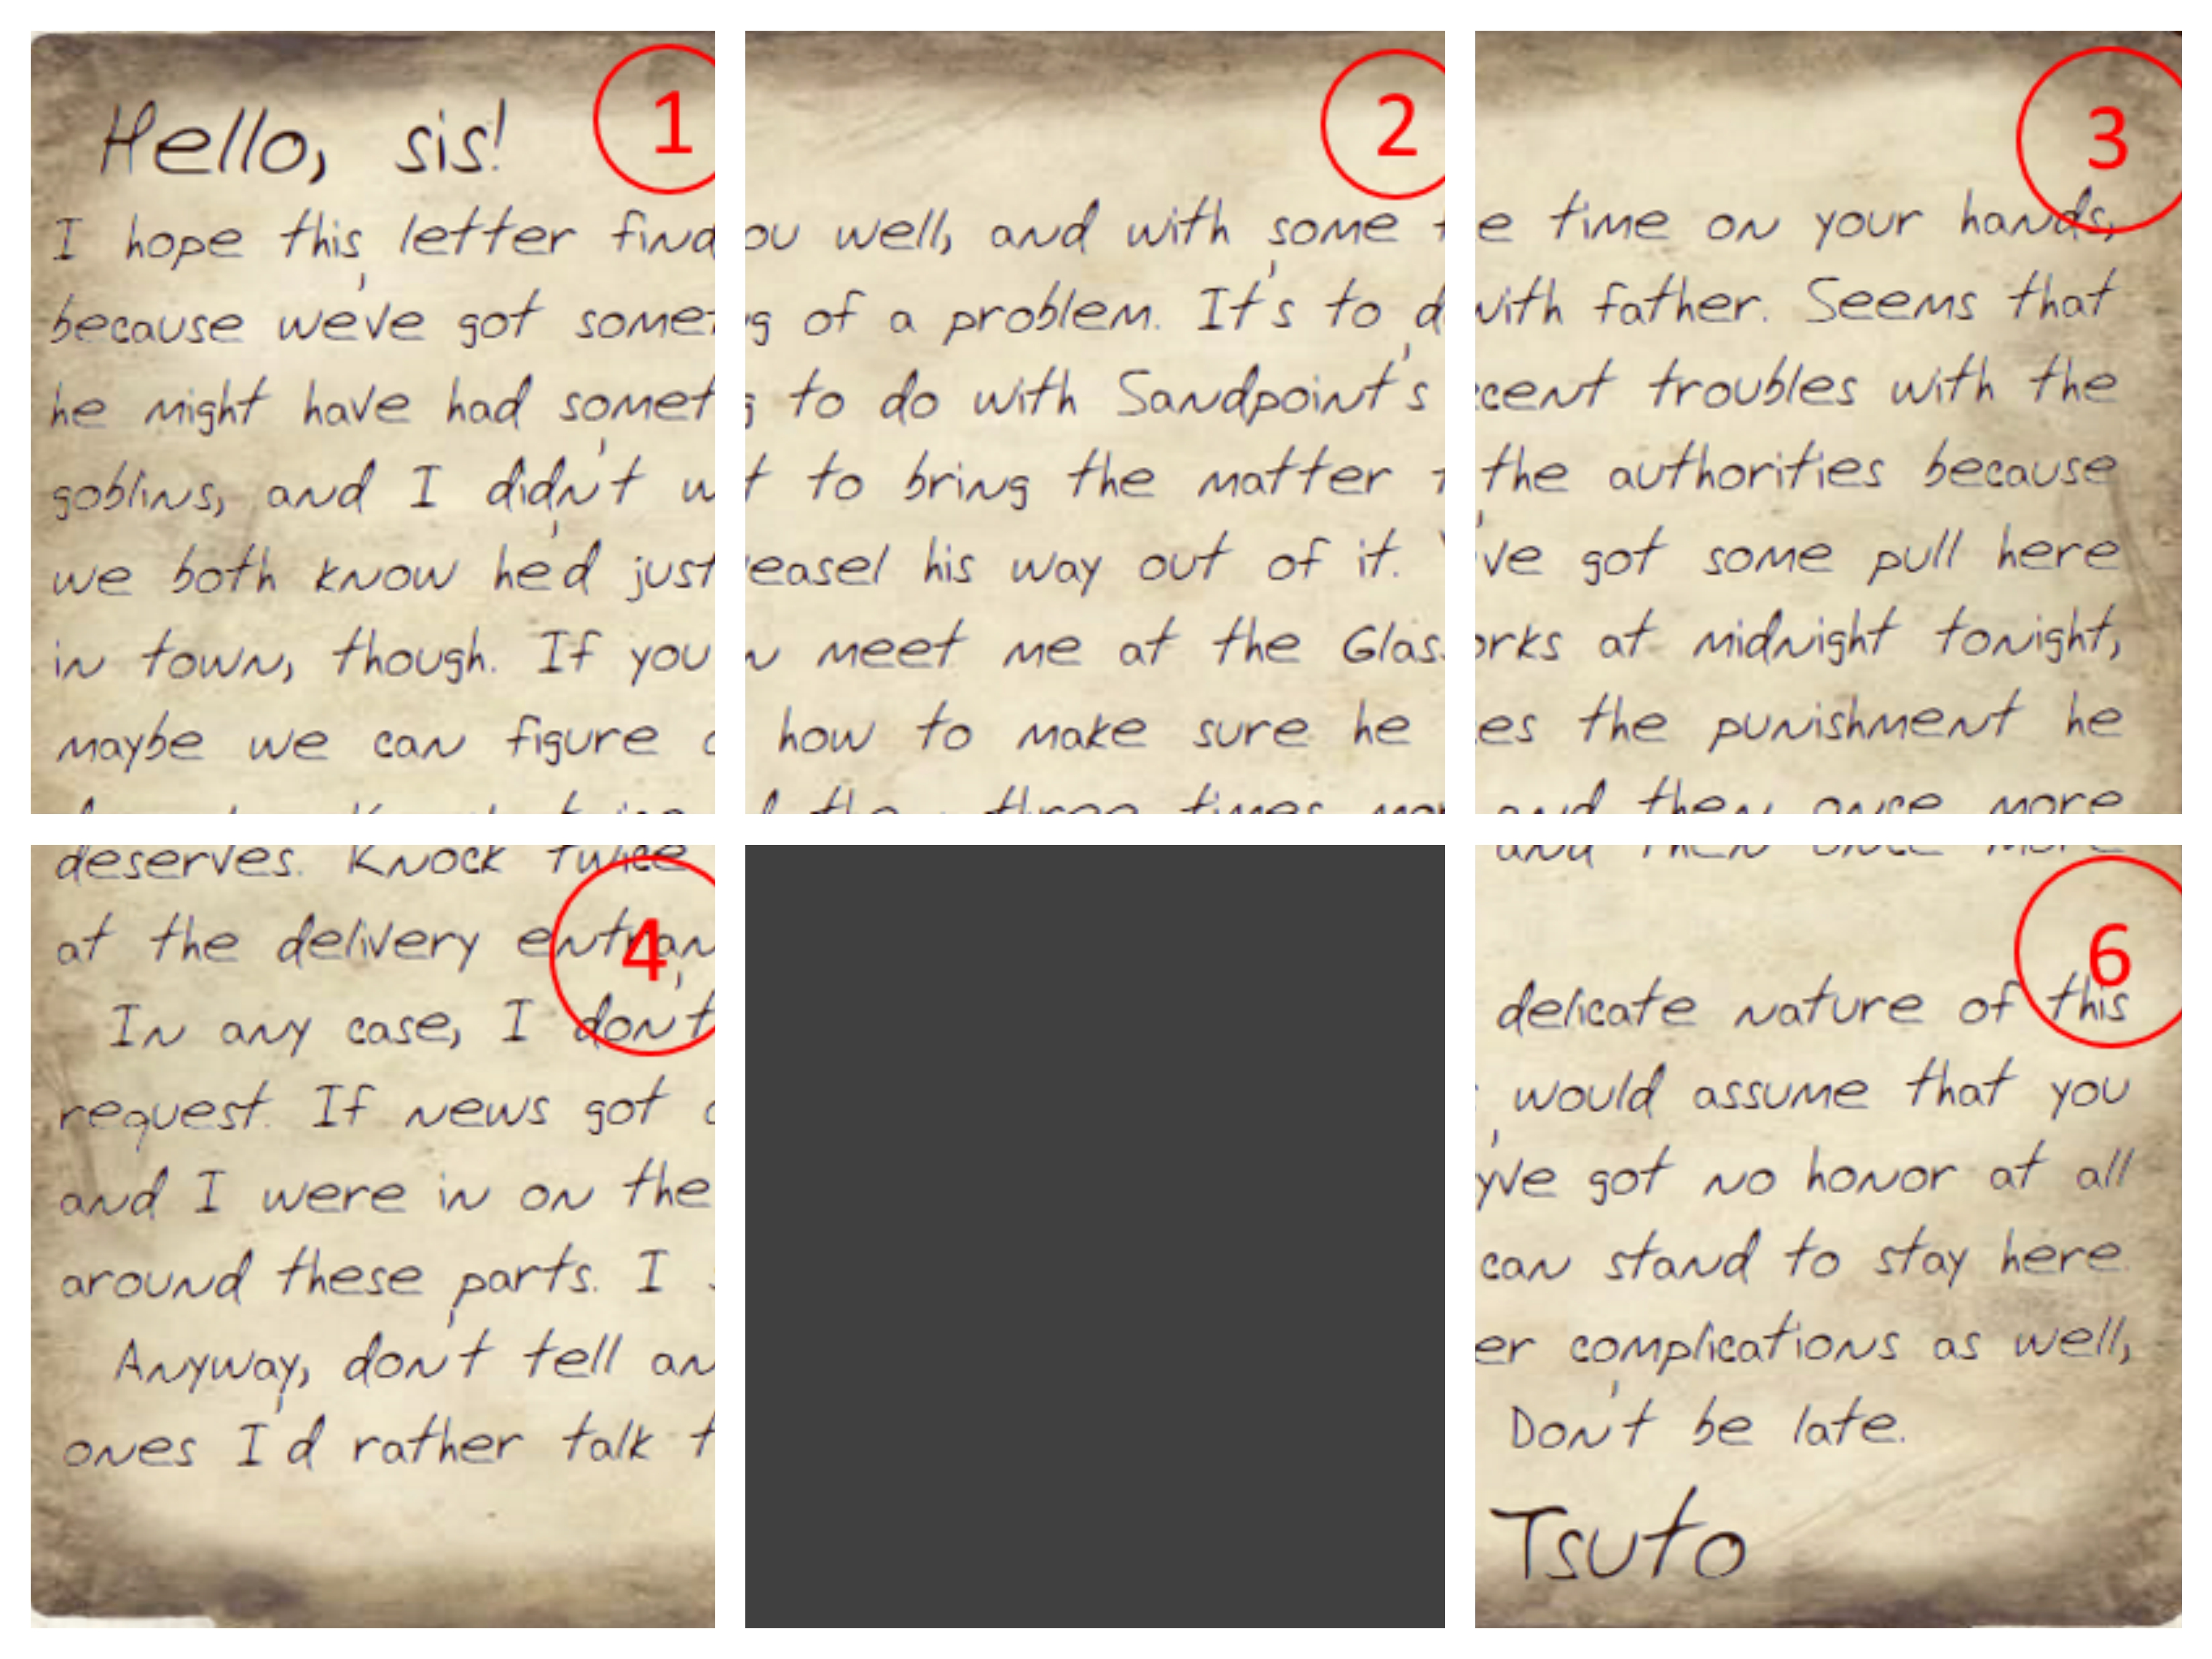 1
Hello, sis!
I hope this letter find
because we've got some
he might have had somet
goblins, and I didn't w
we both know he'd just
in town, though. If you
maybe we can figure
2
ou well, and with some
g of a problem. It's to d
to do with Sandpoint's
t to bring the matter
easel his way out of it.
meet me at the Glas
how to make sure he
three times
3
e time on your hands,
with father. Seems that
cent troubles with the
the authorities because
've got some pull here
orks at midnight tonight,
es the punishment he
and then once more
4
deserves. Knock twice
at the delivery entran
In any case, I don't
request. If news got
and I were in on the
around these parts. I
Anyway, don't tell an
ones I'd rather talk t
6
and then once more
delicate nature of this
would assume that you
y've got no honor at all
can stand to stay here.
er complications as well,
Don't be late.
Tsuto